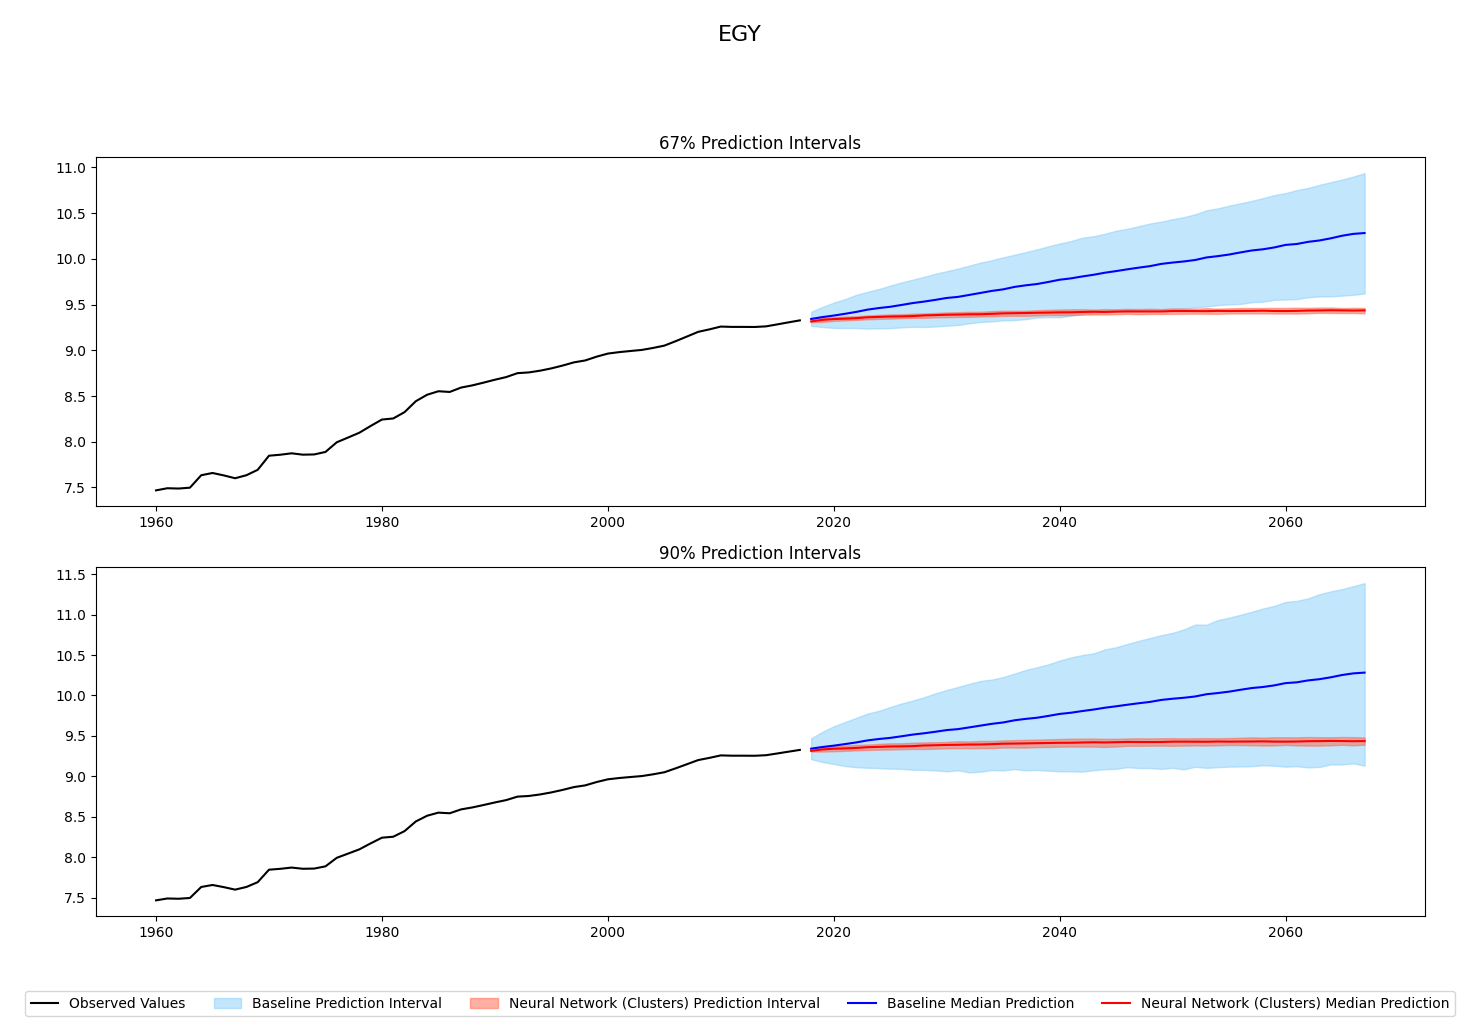 EGY
67% Prediction Intervals
11.0
10.5
10.0
9.5
9.0
8.5
8.0
7.5
1960 1980 2000 2020 2040 2060
90% Prediction Intervals
11.5
11.0
10.5
10.0
9.5
9.0
8.5
8.0
7.5
1960 1980 2000 2020 2040 2060
Observed Values Baseline Prediction Interval Neural Network (Clusters) Prediction Interval Baseline Median Prediction Neural Network (Clusters) Median Prediction